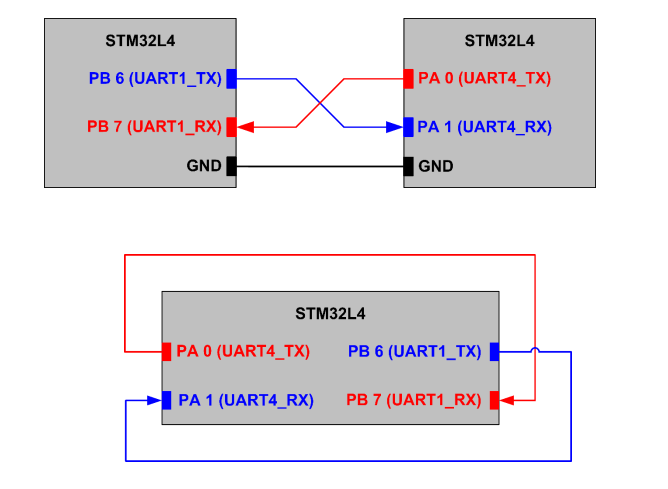 STM32L4
PB 6 (UART1_TX)
PB 7 (UART1_RX)
GND
STM32L4
PA 0 (UART4_TX)
PA 1 (UART4_RX)
GND
STM32L4
PA 0 (UART4_TX)
PB 6 (UART1_TX)
PA 1 (UART4_RX)
PB 7 (UART1_RX)